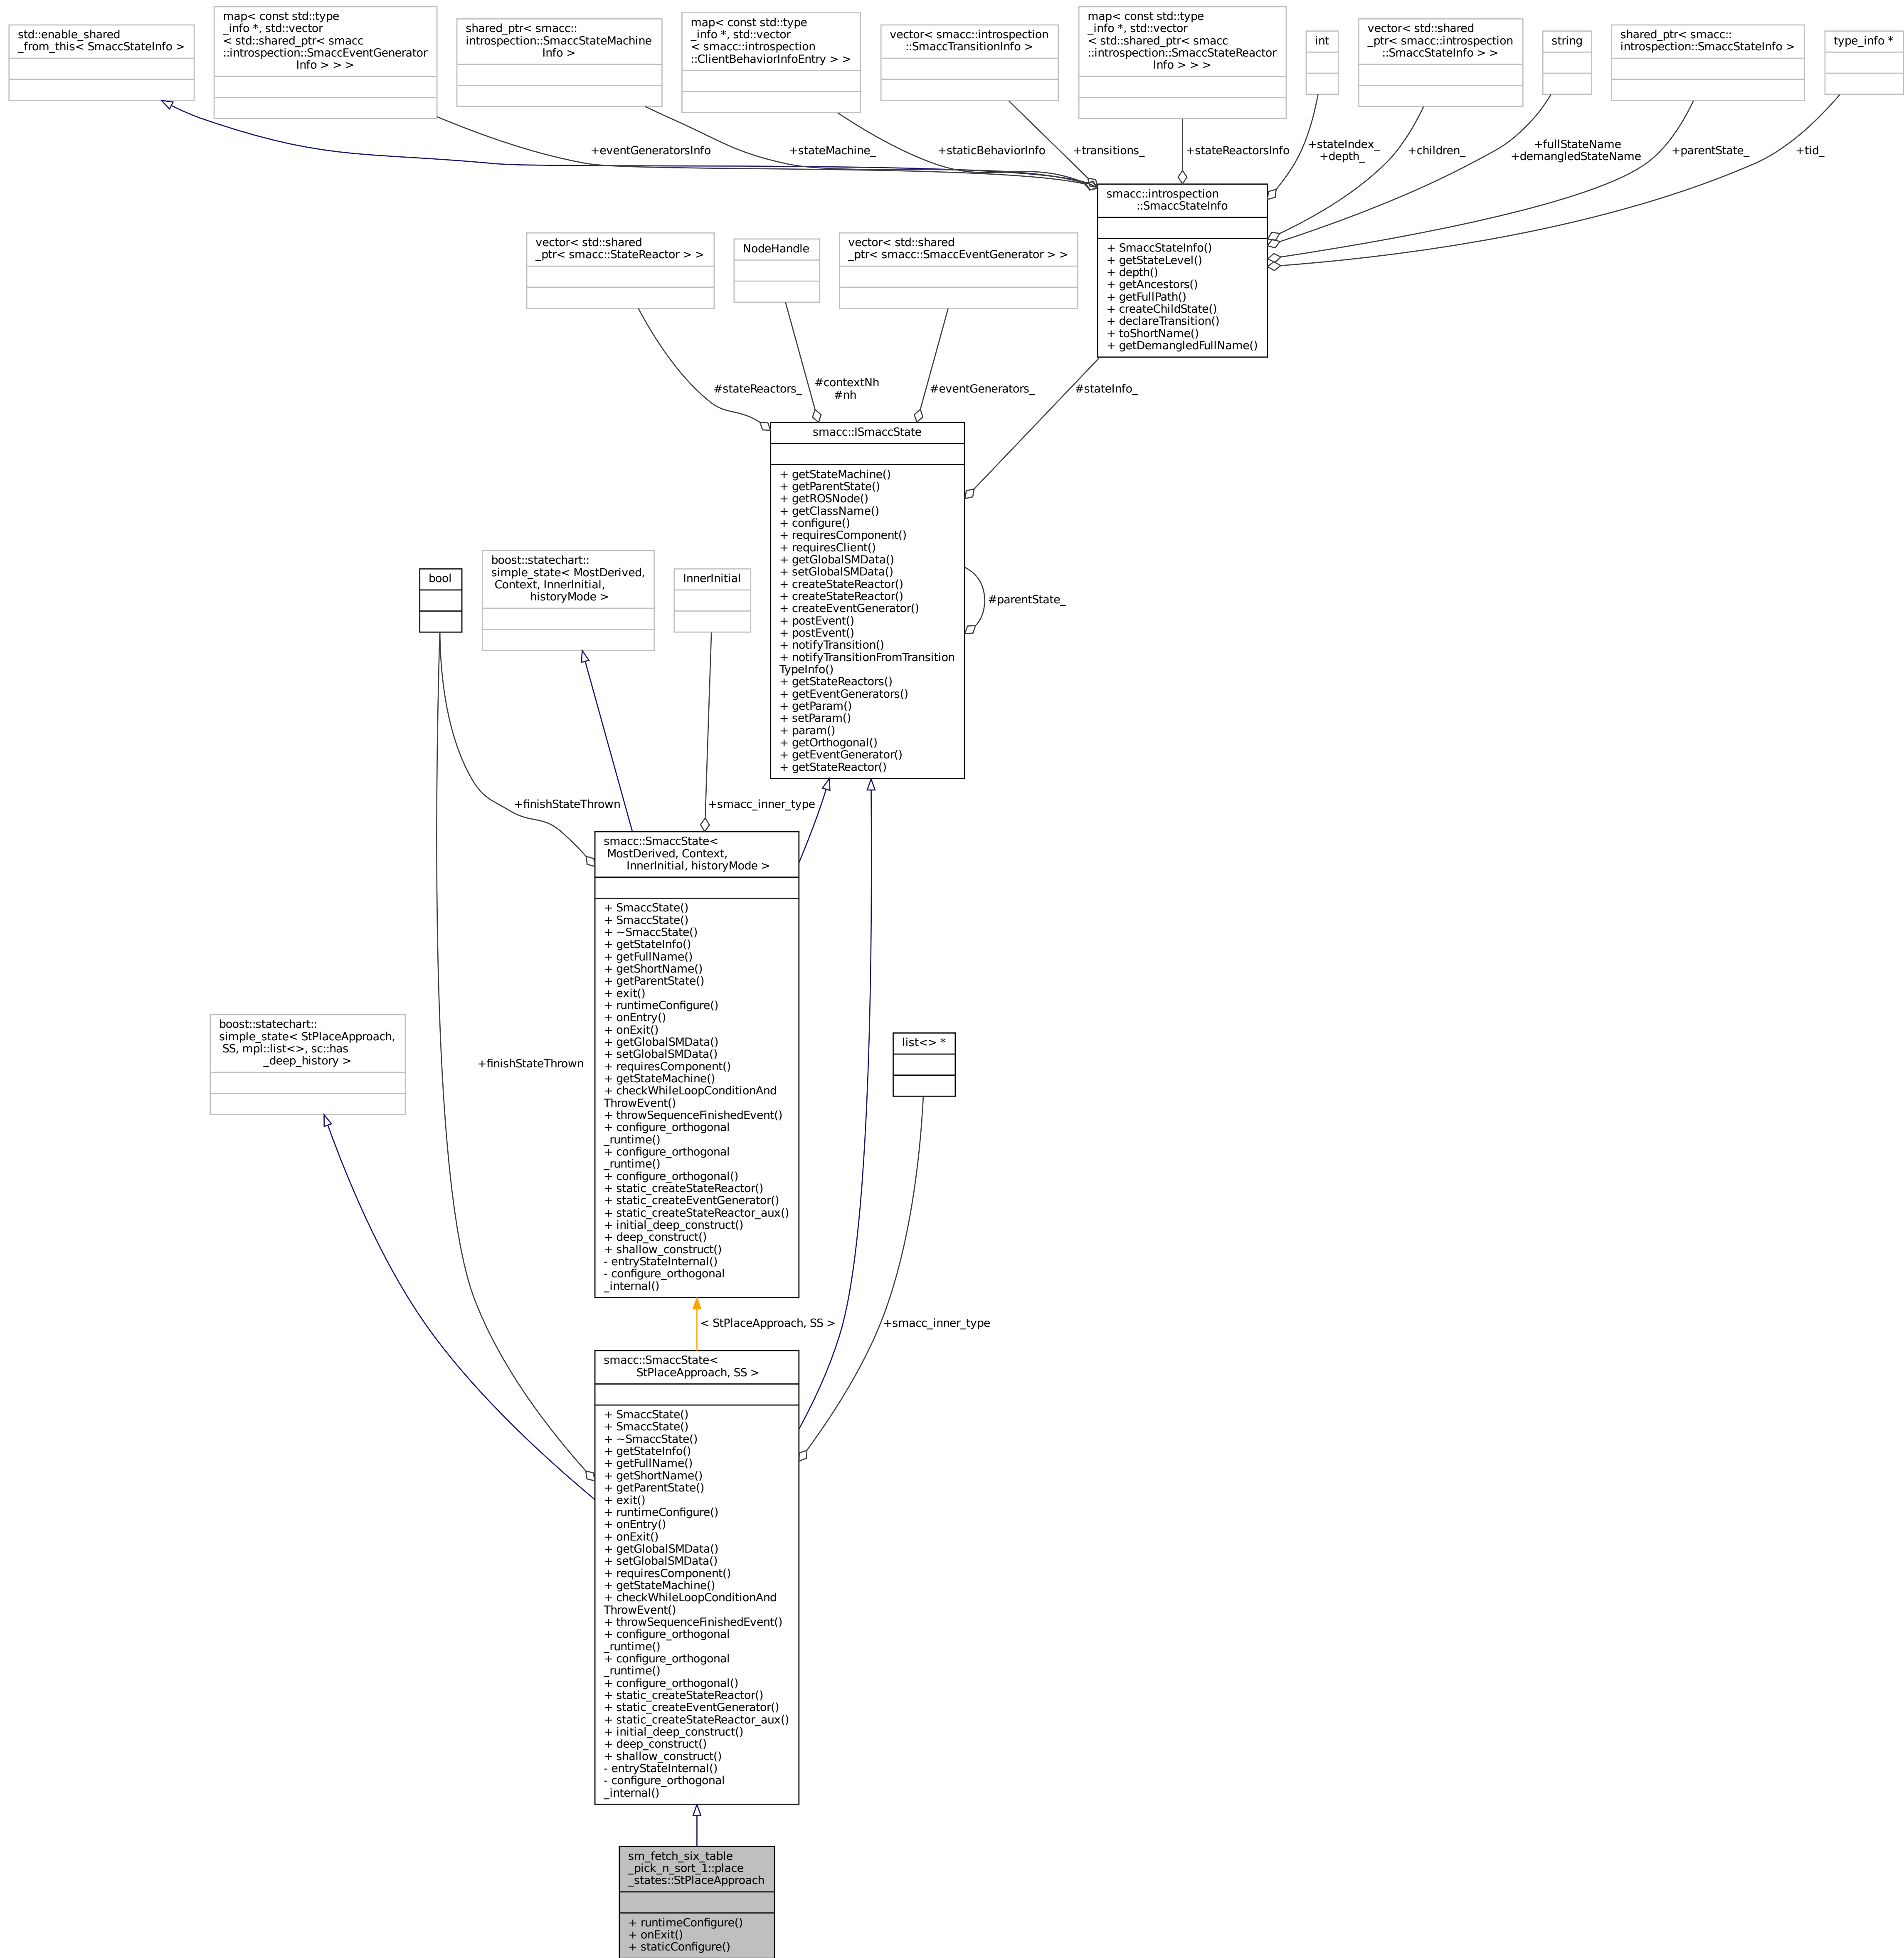 std::enable_shared
_from_this< SmaccStateInfo >
map< const std::type
_info *, std::vector
< std::shared_ptr< smacc
::introspection::SmaccEventGenerator
Info > > >
shared_ptr< smacc::
introspection::SmaccStateMachine
Info >
map< const std::type
_info *, std::vector
< smacc::introspection
::ClientBehaviorInfoEntry > >
vector< smacc::introspection
::SmaccTransitionInfo >
map< const std::type
_info *, std::vector
< std::shared_ptr< smacc
::introspection::SmaccStateReactor
Info > > >
int
vector< std::shared
_ptr< smacc::introspection
::SmaccStateInfo > >
string
shared_ptr< smacc::
introspection::SmaccStateInfo >
type_info *
+eventGeneratorsInfo
+stateMachine_
+staticBehaviorInfo
+transitions_
+stateReactorsInfo
+stateIndex_
+depth_
+children_
+fullStateName
+demangledStateName
+parentState_
+tid_
smacc::introspection
::SmaccStateInfo
+ SmaccStateInfo()
+ getStateLevel()
+ depth()
+ getAncestors()
+ getFullPath()
+ createChildState()
+ declareTransition()
+ toShortName()
+ getDemangledFullName()
vector< std::shared
_ptr< smacc::StateReactor > >
NodeHandle
vector< std::shared
_ptr< smacc::SmaccEventGenerator > >
#stateReactors_
#contextNh
#nh
#eventGenerators_
#stateInfo_
smacc::ISmaccState
+ getStateMachine()
+ getParentState()
+ getROSNode()
+ getClassName()
+ configure()
+ requiresComponent()
+ requiresClient()
+ getGlobalSMData()
+ setGlobalSMData()
+ createStateReactor()
+ createStateReactor()
+ createEventGenerator()
+ postEvent()
+ postEvent()
+ notifyTransition()
+ notifyTransitionFromTransition
TypeInfo()
+ getStateReactors()
+ getEventGenerators()
+ getParam()
+ setParam()
+ param()
+ getOrthogonal()
+ getEventGenerator()
+ getStateReactor()
#parentState_
bool
boost::statechart::
simple_state< MostDerived,
Context, InnerInitial,
historyMode >
InnerInitial
+finishStateThrown
+smacc_inner_type
smacc::SmaccState<
MostDerived, Context,
InnerInitial, historyMode >
+ SmaccState()
+ SmaccState()
+ ~SmaccState()
+ getStateInfo()
+ getFullName()
+ getShortName()
+ getParentState()
+ exit()
+ runtimeConfigure()
+ onEntry()
+ onExit()
+ getGlobalSMData()
+ setGlobalSMData()
+ requiresComponent()
+ getStateMachine()
+ checkWhileLoopConditionAnd
ThrowEvent()
+ throwSequenceFinishedEvent()
+ configure_orthogonal
_runtime()
+ configure_orthogonal
_runtime()
+ configure_orthogonal()
+ static_createStateReactor()
+ static_createEventGenerator()
+ static_createStateReactor_aux()
+ initial_deep_construct()
+ deep_construct()
+ shallow_construct()
- entryStateInternal()
- configure_orthogonal
_internal()
boost::statechart::
simple_state< StPlaceApproach,
SS, mpl::list<>, sc::has
_deep_history >
+finishStateThrown
list<> *
< StPlaceApproach, SS >
+smacc_inner_type
smacc::SmaccState<
StPlaceApproach, SS >
+ SmaccState()
+ SmaccState()
+ ~SmaccState()
+ getStateInfo()
+ getFullName()
+ getShortName()
+ getParentState()
+ exit()
+ runtimeConfigure()
+ onEntry()
+ onExit()
+ getGlobalSMData()
+ setGlobalSMData()
+ requiresComponent()
+ getStateMachine()
+ checkWhileLoopConditionAnd
ThrowEvent()
+ throwSequenceFinishedEvent()
+ configure_orthogonal
_runtime()
+ configure_orthogonal
_runtime()
+ configure_orthogonal()
+ static_createStateReactor()
+ static_createEventGenerator()
+ static_createStateReactor_aux()
+ initial_deep_construct()
+ deep_construct()
+ shallow_construct()
- entryStateInternal()
- configure_orthogonal
_internal()
sm_fetch_six_table
_pick_n_sort_1::place
_states::StPlaceApproach
+ runtimeConfigure()
+ onExit()
+ staticConfigure()